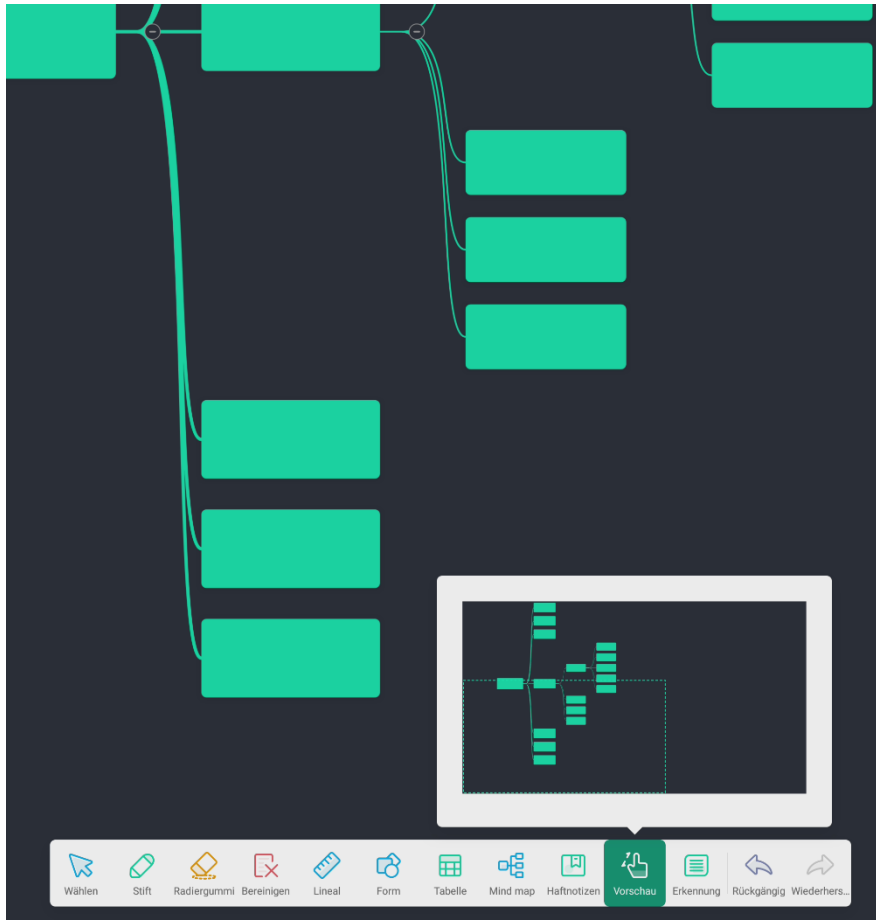 Wählen
Stift
Radiergummi
Bereinigen
Lineal
Form
Tabelle
Mind map
Haftnotizen
Vorschau
Erkennung
Rückgängig
Wiederhers...